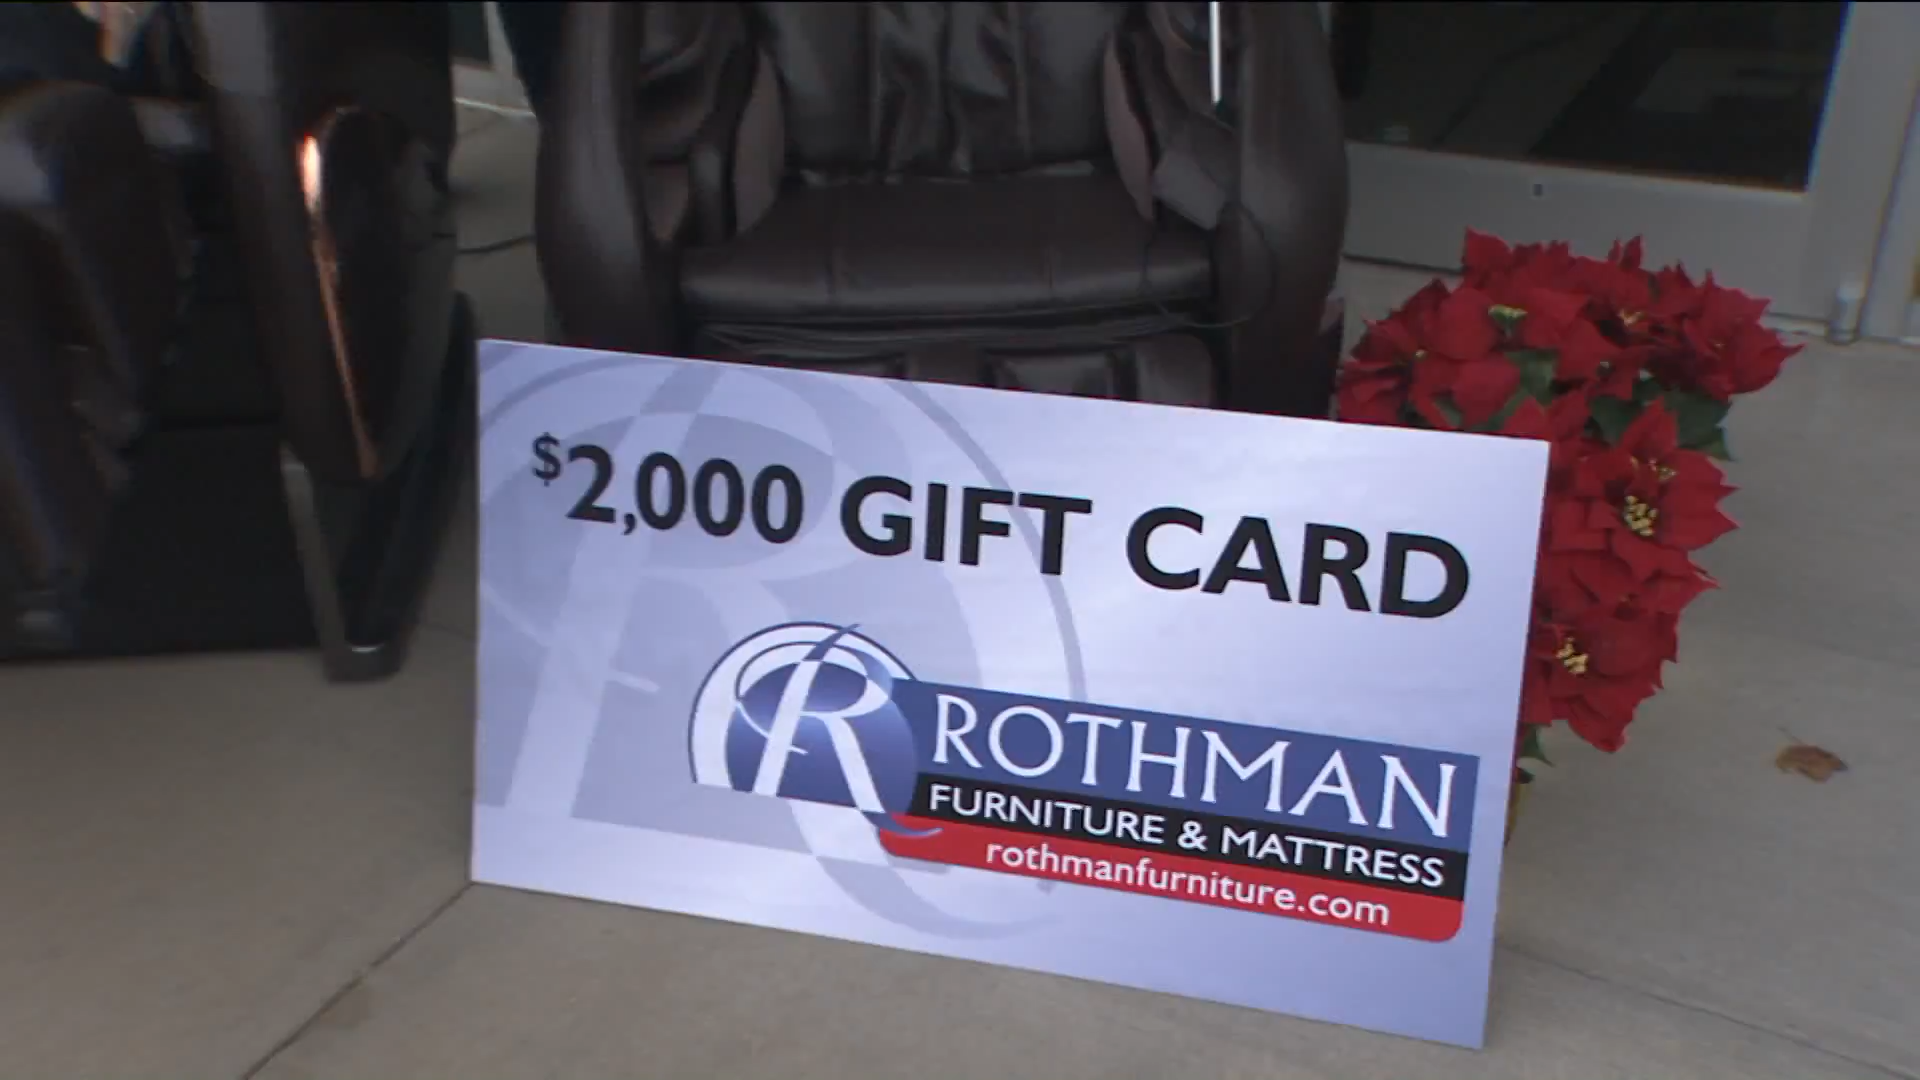 $2,000 GIFT CARD
R ROTHMAN
FURNITURE & MATTRESS
rothmanfurniture.com